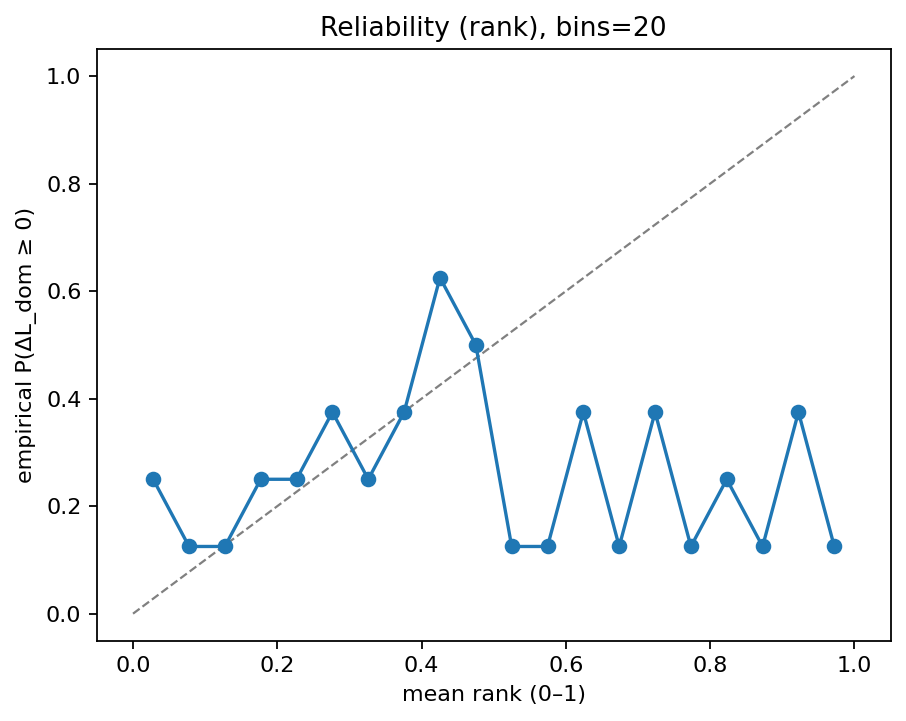 Reliability (rank), bins=20
empirical P(ΔL_dom ≥ 0)
1.0
0.8
0.6
0.4
0.2
0.0
0.0 0.2 0.4 0.6 0.8 1.0
mean rank (0–1)